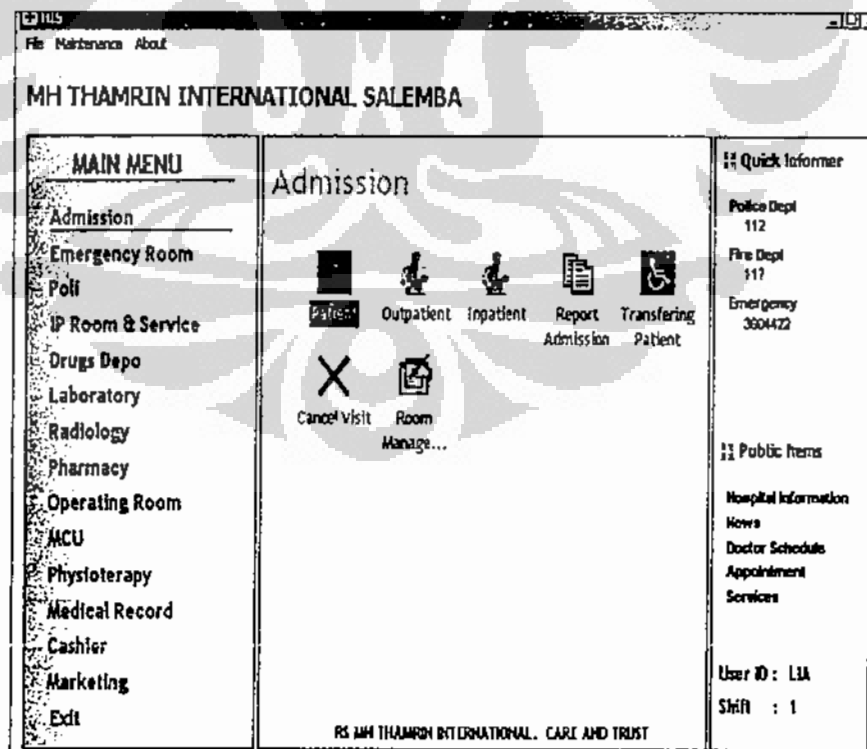 File Maintenance About
MH THAMRIN INTERNATIONAL SALEMBA
MAIN MENU
Admission
Emergency Room
Poli
IP Room & Service
Drugs Depo
Laboratory
Radiology
Pharmacy
Operating Room
MCU
Physioterapy
Medical Record
Cashier
Marketing
Exit
Admission
Patient
Outpatient
Inpatient
Report
Admission
Transfering
Patient
Cancel Visit
Room
Manage...
RS MH THAMRIN INTERNATIONAL. CARE AND TRUST
Quick Informer
Police Dept
112
Fire Dept
Emergency
Public Items
Hospital Information
News
Doctor Schedule
Appointment
Services
User ID : LIA
Shift : 1